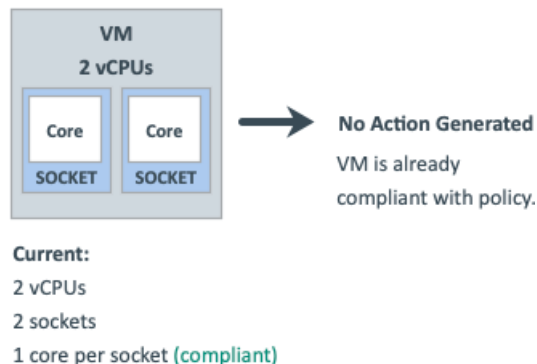 VM
2 vCPUs
Core Core
SOCKET SOCKET
No Action Generated
VM is already
compliant with policy.
Current:
2 vCPUs
2 sockets
1 core per socket (compliant)